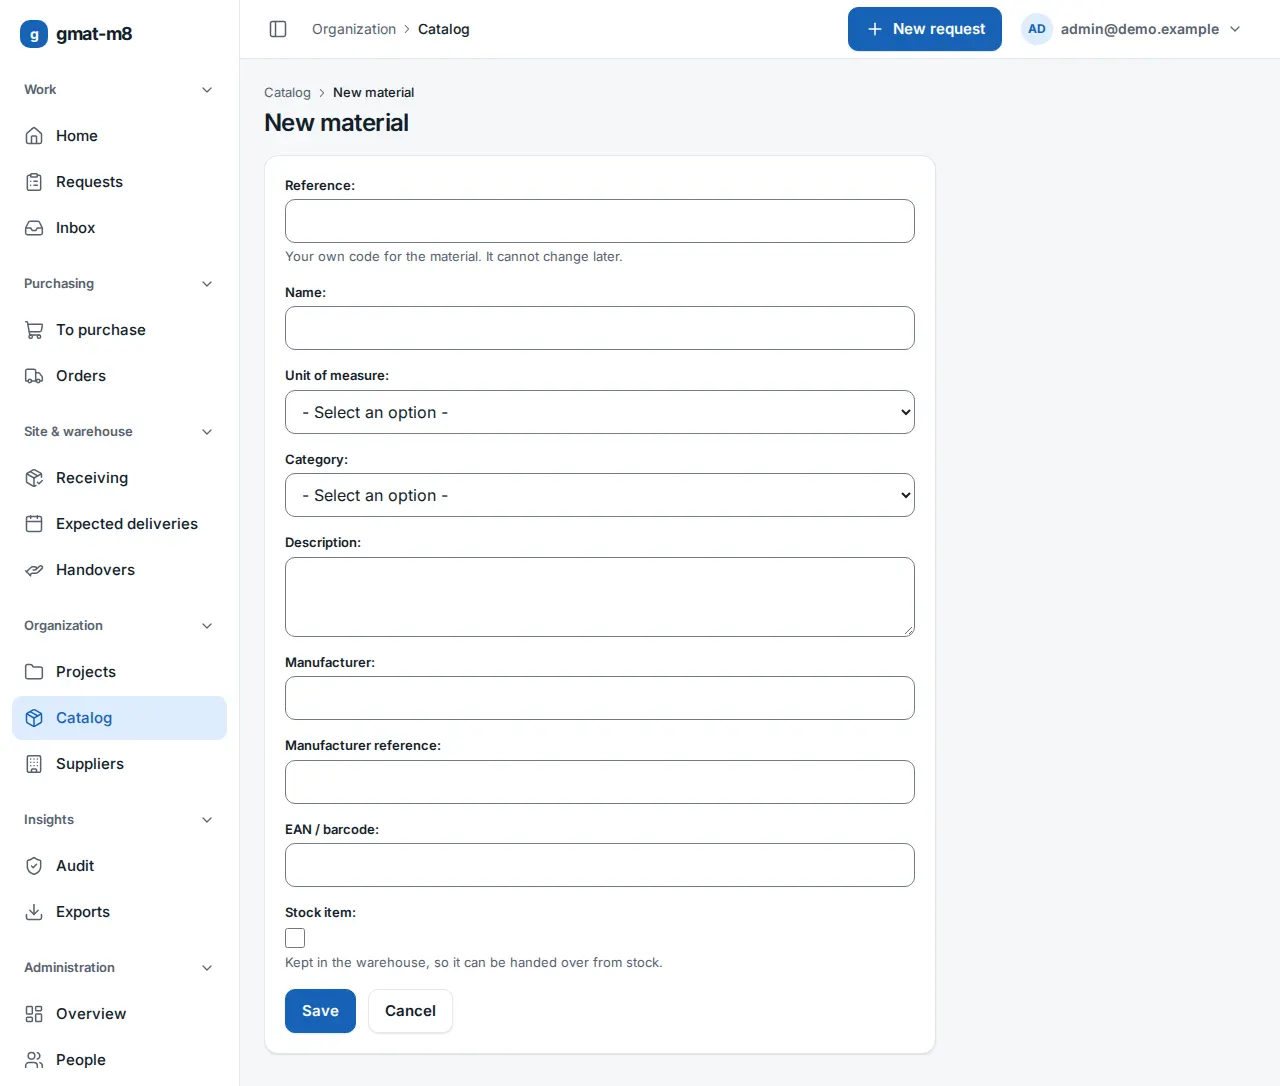 g gmat-m8
Work
Home
Requests
Inbox
Purchasing
To purchase
Orders
Site & warehouse
Receiving
Expected deliveries
Handovers
Organization
Projects
Catalog
Suppliers
Insights
Audit
Exports
Administration
Overview
People
Organization > Catalog
+ New request
AD admin@demo.example
Catalog > New material
New material
Reference:
Your own code for the material. It cannot change later.
Name:
Unit of measure:
- Select an option -
Category:
- Select an option -
Description:
Manufacturer:
Manufacturer reference:
EAN / barcode:
Stock item:
Kept in the warehouse, so it can be handed over from stock.
Save Cancel